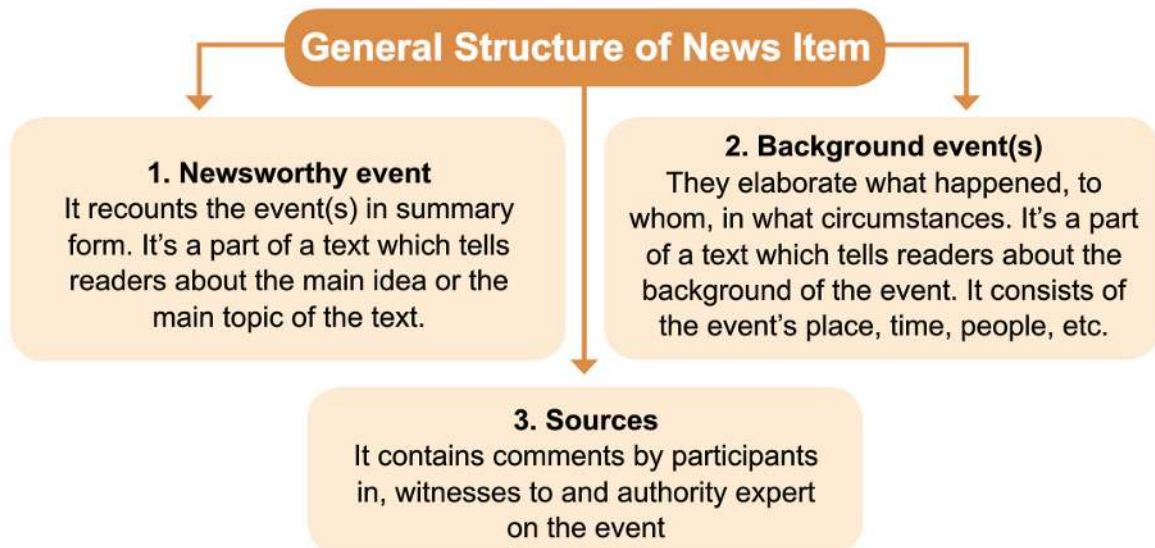 General Structure of News Item
1. Newsworthy event
It recounts the event(s) in summary
form. It's a part of a text which tells
readers about the main idea or the
main topic of the text.
2. Background event(s)
They elaborate what happened, to
whom, in what circumstances. It's a part
of a text which tells readers about the
background of the event. It consists of
the event's place, time, people, etc.
3. Sources
It contains comments by participants
in, witnesses to and authority expert
on the event